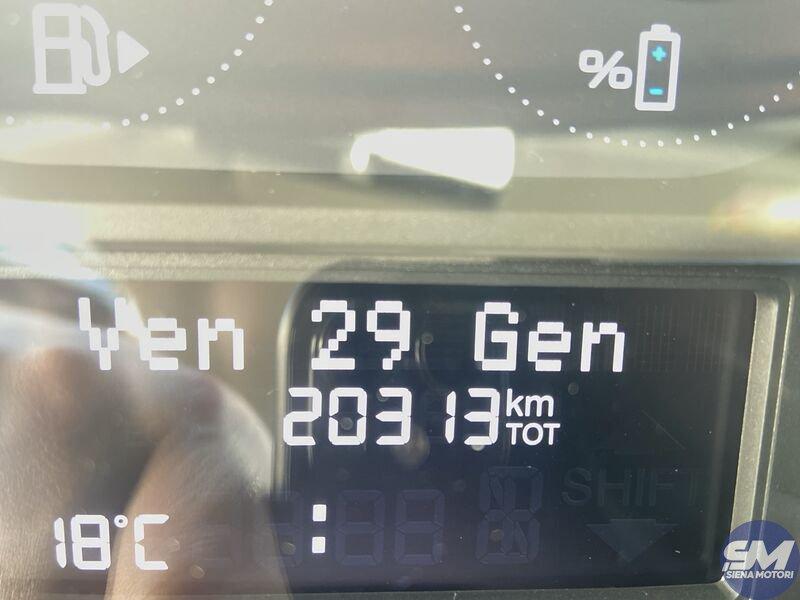 %
Ven 29 Gen
20313 km
TOT
SHIFT
18°C :
SM
SIENA MOTORI